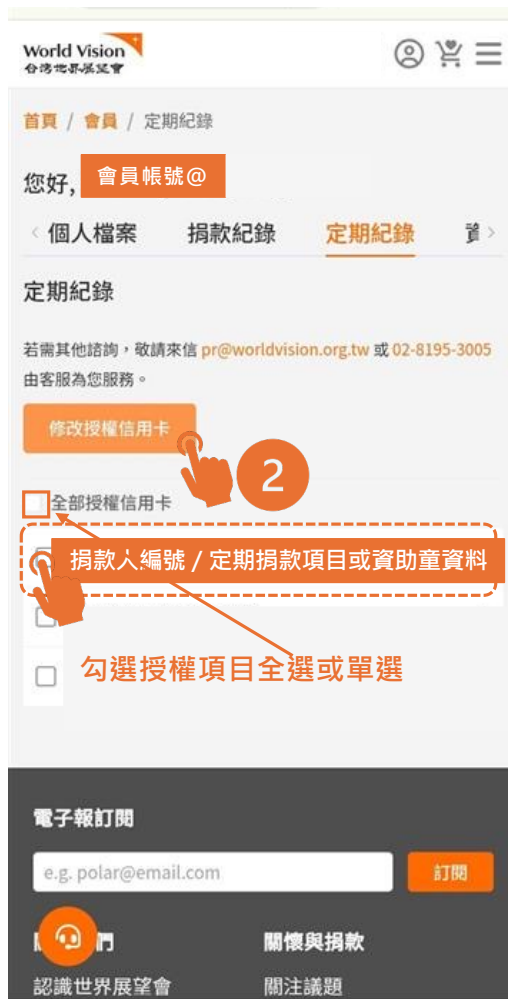 World Vision
台灣世界展望會
首頁 / 會員 / 定期紀錄
您好, 會員帳號@
‹ 個人檔案 捐款紀錄 定期紀錄 ›
定期紀錄
若需其他諮詢，敬請來信 pr@worldvision.org.tw 或 02-8195-3005
由客服為您服務。
修改授權信用卡
2
全部授權信用卡
捐款人編號 / 定期捐款項目或資助童資料
勾選授權項目全選或單選
電子報訂閱
e.g. polar@email.com 訂閱
們 關懷與捐款
認識世界展望會 關注議題